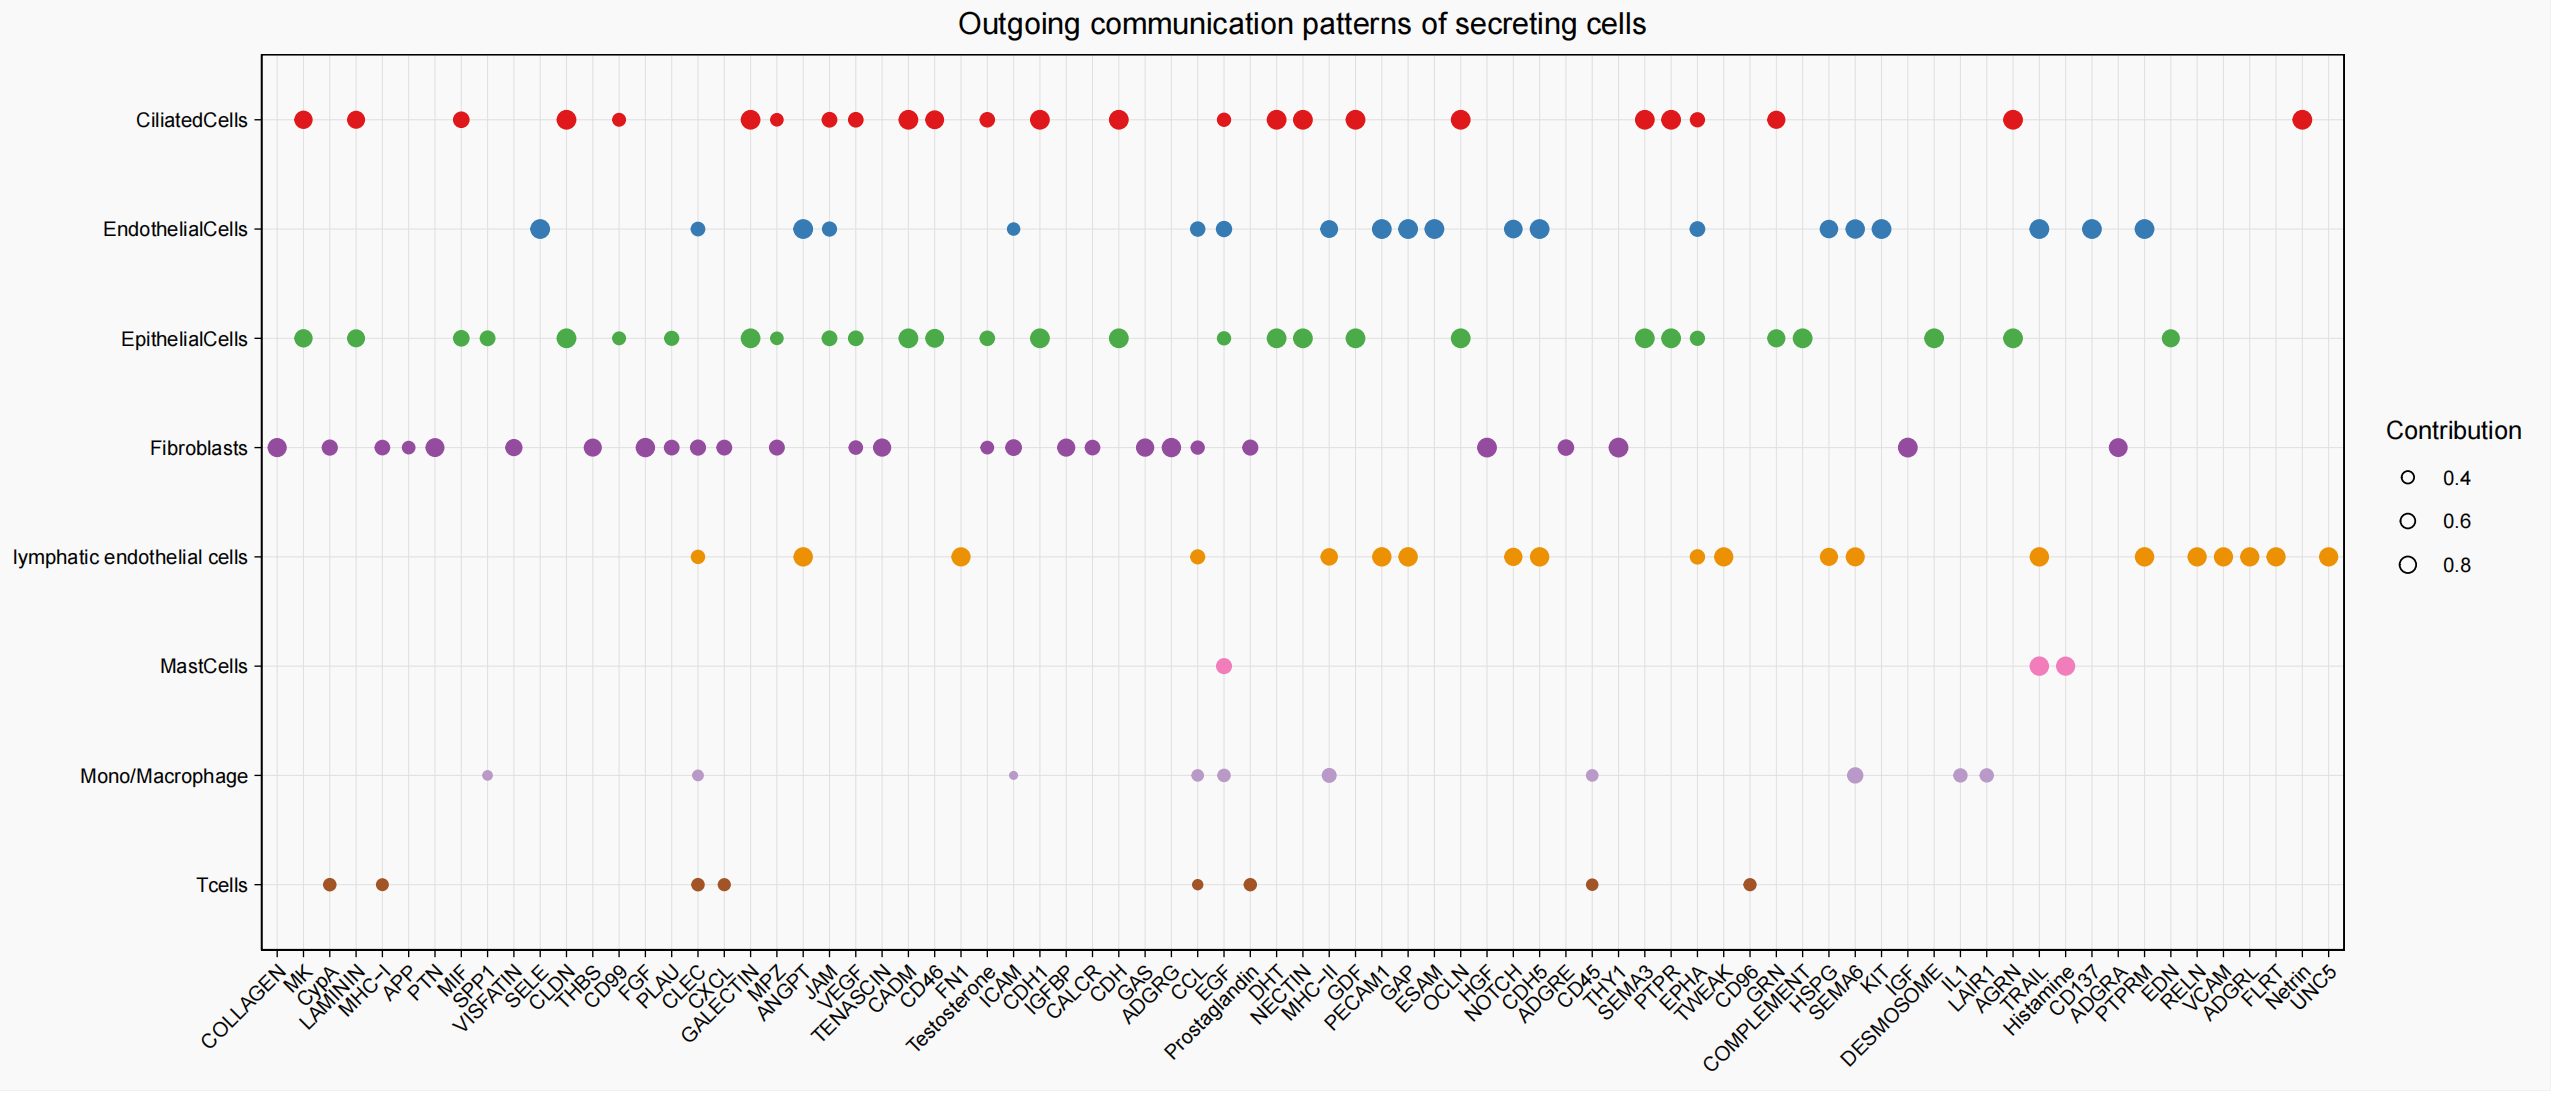 Outgoing communication patterns of secreting cells
CiliatedCells
EndothelialCells
EpithelialCells
Fibroblasts
lymphatic endothelial cells
MastCells
Mono/Macrophage
Tcells
COLLAGEN
MK
CypA
LAMININ
MHC−I
APP
PTN
MIF
SPP1
VISFATIN
SELE
CLDN
THBS
CD99
FGF
PLAU
CLEC
CXCL
GALECTIN
MPZ
ANGPT
JAM
VEGF
TENASCIN
CADM
CD46
FN1
Testosterone
ICAM
CDH1
IGFBP
CALCR
CDH
GAS
ADGRG
CCL
EGF
Prostaglandin
DHT
NECTIN
MHC−II
GDF
PECAM1
GAP
ESAM
OCLN
HGF
NOTCH
CDH5
ADGRE
CD45
THY1
SEMA3
PTPR
EPHA
TWEAK
CD96
GRN
COMPLEMENT
HSPG
SEMA6
KIT
IGF
DESMOSOME
IL1
LAIR1
AGRN
TRAIL
Histamine
CD137
ADGRA
PTPRM
EDN
RELN
VCAM
ADGRL
FLRT
Netrin
UNC5
Contribution
0.4
0.6
0.8